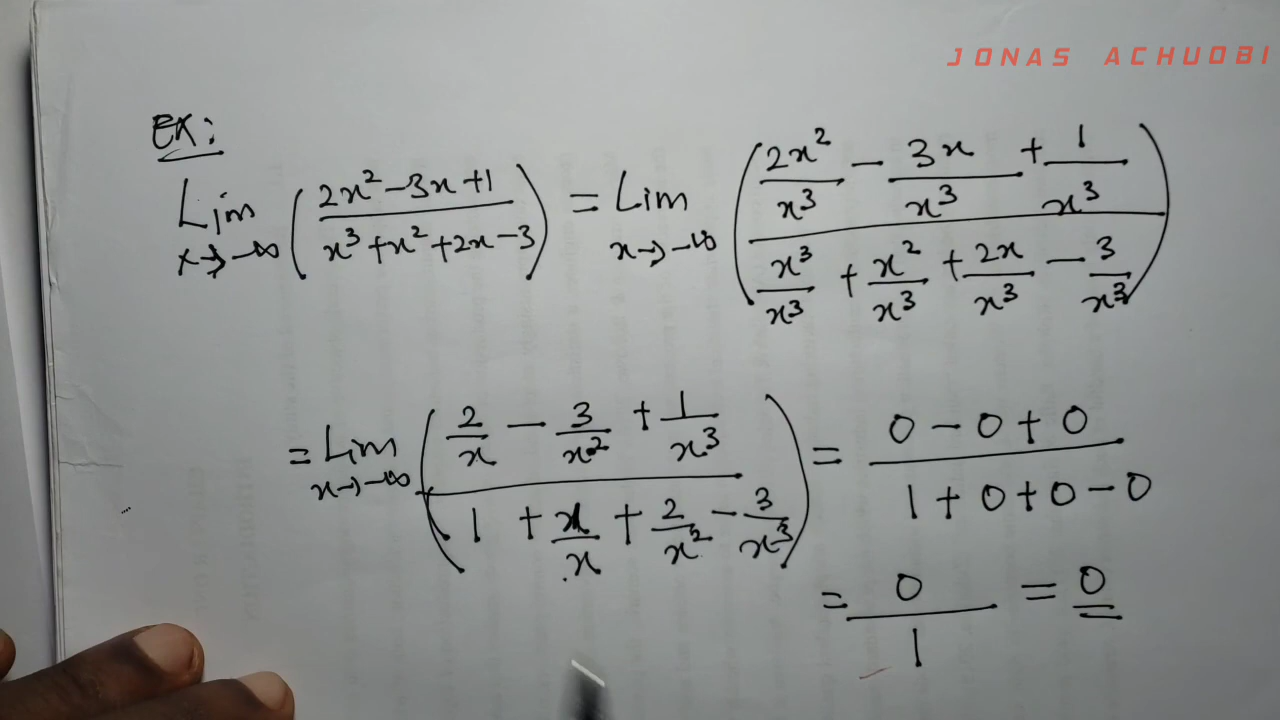 JONAS ACHUOBI
EX:
Lim x→-∞ ( (2x² - 3x + 1) / (x³ + x² + 2x - 3) ) = Lim x→-∞ ( (2x²/x³ - 3x/x³ + 1/x³) / (x³/x³ + x²/x³ + 2x/x³ - 3/x³) )
= Lim x→-∞ ( (2/x - 3/x² + 1/x³) / (1 + 1/x + 2/x² - 3/x³) ) = (0 - 0 + 0) / (1 + 0 + 0 - 0)
= 0/1 = 0